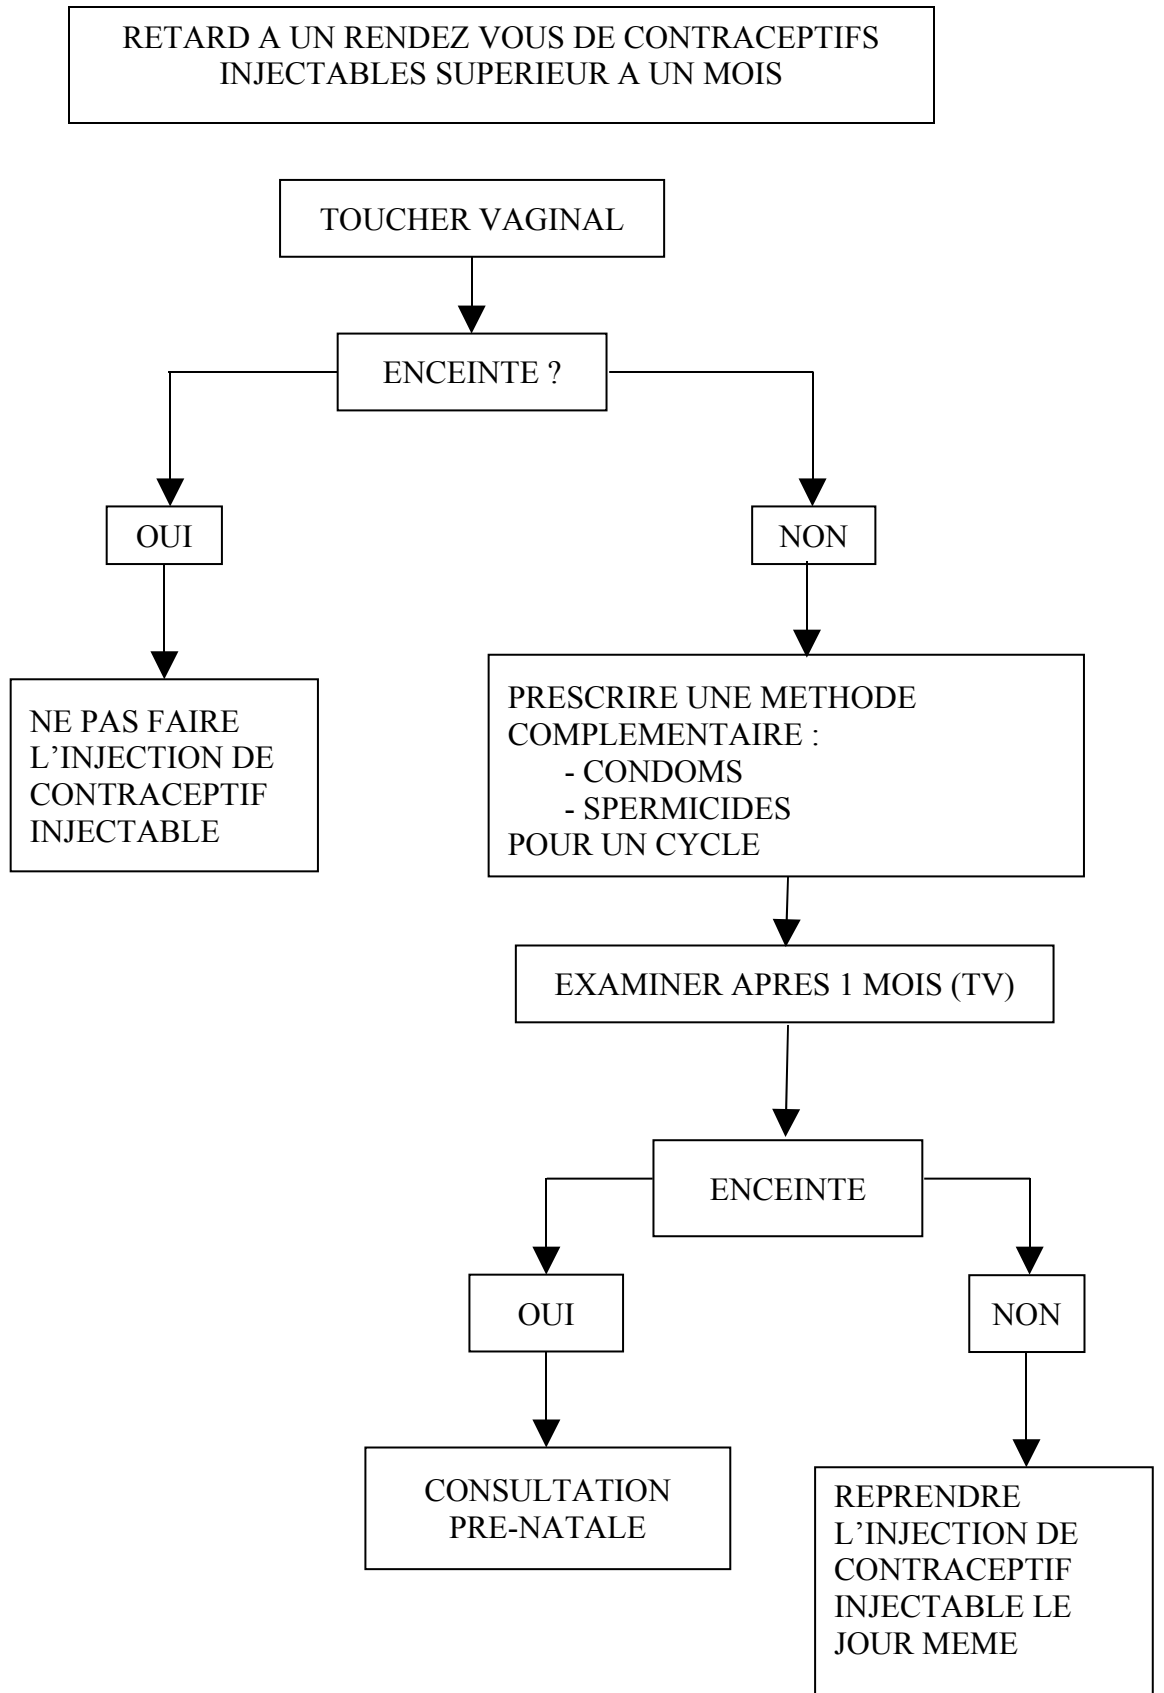 RETARD A UN RENDEZ VOUS DE CONTRACEPTIFS
INJECTABLES SUPERIEUR A UN MOIS
TOUCHER VAGINAL
ENCEINTE ?
OUI
NON
NE PAS FAIRE
L’INJECTION DE
CONTRACEPTIF
INJECTABLE
PRESCRIRE UNE METHODE
COMPLEMENTAIRE :
- CONDOMS
- SPERMICIDES
POUR UN CYCLE
EXAMINER APRES 1 MOIS (TV)
ENCEINTE
OUI
NON
CONSULTATION
PRE-NATALE
REPRENDRE
L’INJECTION DE
CONTRACEPTIF
INJECTABLE LE
JOUR MEME